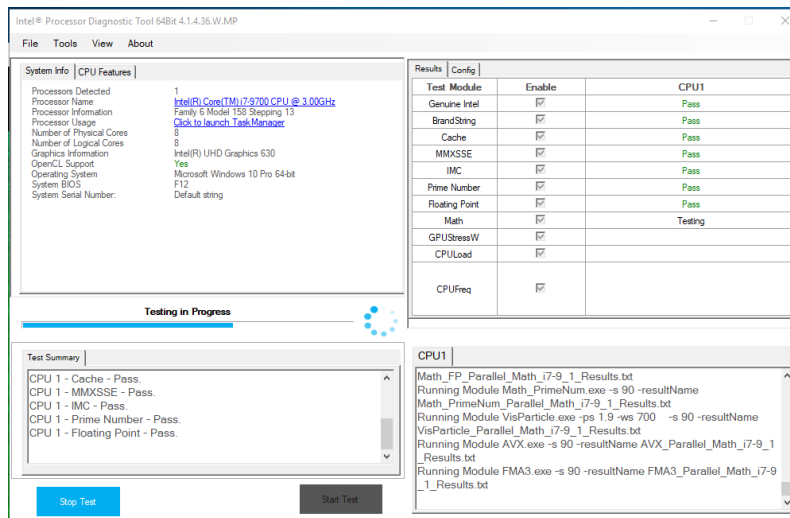 Intel® Processor Diagnostic Tool 64Bit 4.1.4.36.W.MP
File Tools View About
System Info CPU Features
Processors Detected 1
Processor Name Intel(R) Core(TM) i7-9700 CPU @ 3.00GHz
Processor Information Family 6 Model 158 Stepping 13
Processor Usage Click to launch TaskManager
Number of Physical Cores 8
Number of Logical Cores 8
Graphics Information Intel(R) UHD Graphics 630
OpenCL Support Yes
Operating System Microsoft Windows 10 Pro 64-bit
System BIOS F12
System Serial Number: Default string
Testing in Progress
Results Config
Test Module Enable CPU1
Genuine Intel Pass
BrandString Pass
Cache Pass
MMXSSE Pass
IMC Pass
Prime Number Pass
Floating Point Pass
Math Testing
GPUStressW
CPULoad
CPUFreq
Test Summary
CPU 1 - Cache - Pass.
CPU 1 - MMXSSE - Pass.
CPU 1 - IMC - Pass.
CPU 1 - Prime Number - Pass.
CPU 1 - Floating Point - Pass.
Stop Test Start Test
CPU1
Math_FP_Parallel_Math_i7-9_1_Results.txt
Running Module Math_PrimeNum.exe -s 90 -resultName
Math_PrimeNum_Parallel_Math_i7-9_1_Results.txt
Running Module VisParticle.exe -ps 1.9 -ws 700 -s 90 -resultName
VisParticle_Parallel_Math_i7-9_1_Results.txt
Running Module AVX.exe -s 90 -resultName AVX_Parallel_Math_i7-9_1
_Results.txt
Running Module FMA3.exe -s 90 -resultName FMA3_Parallel_Math_i7-9
_1_Results.txt